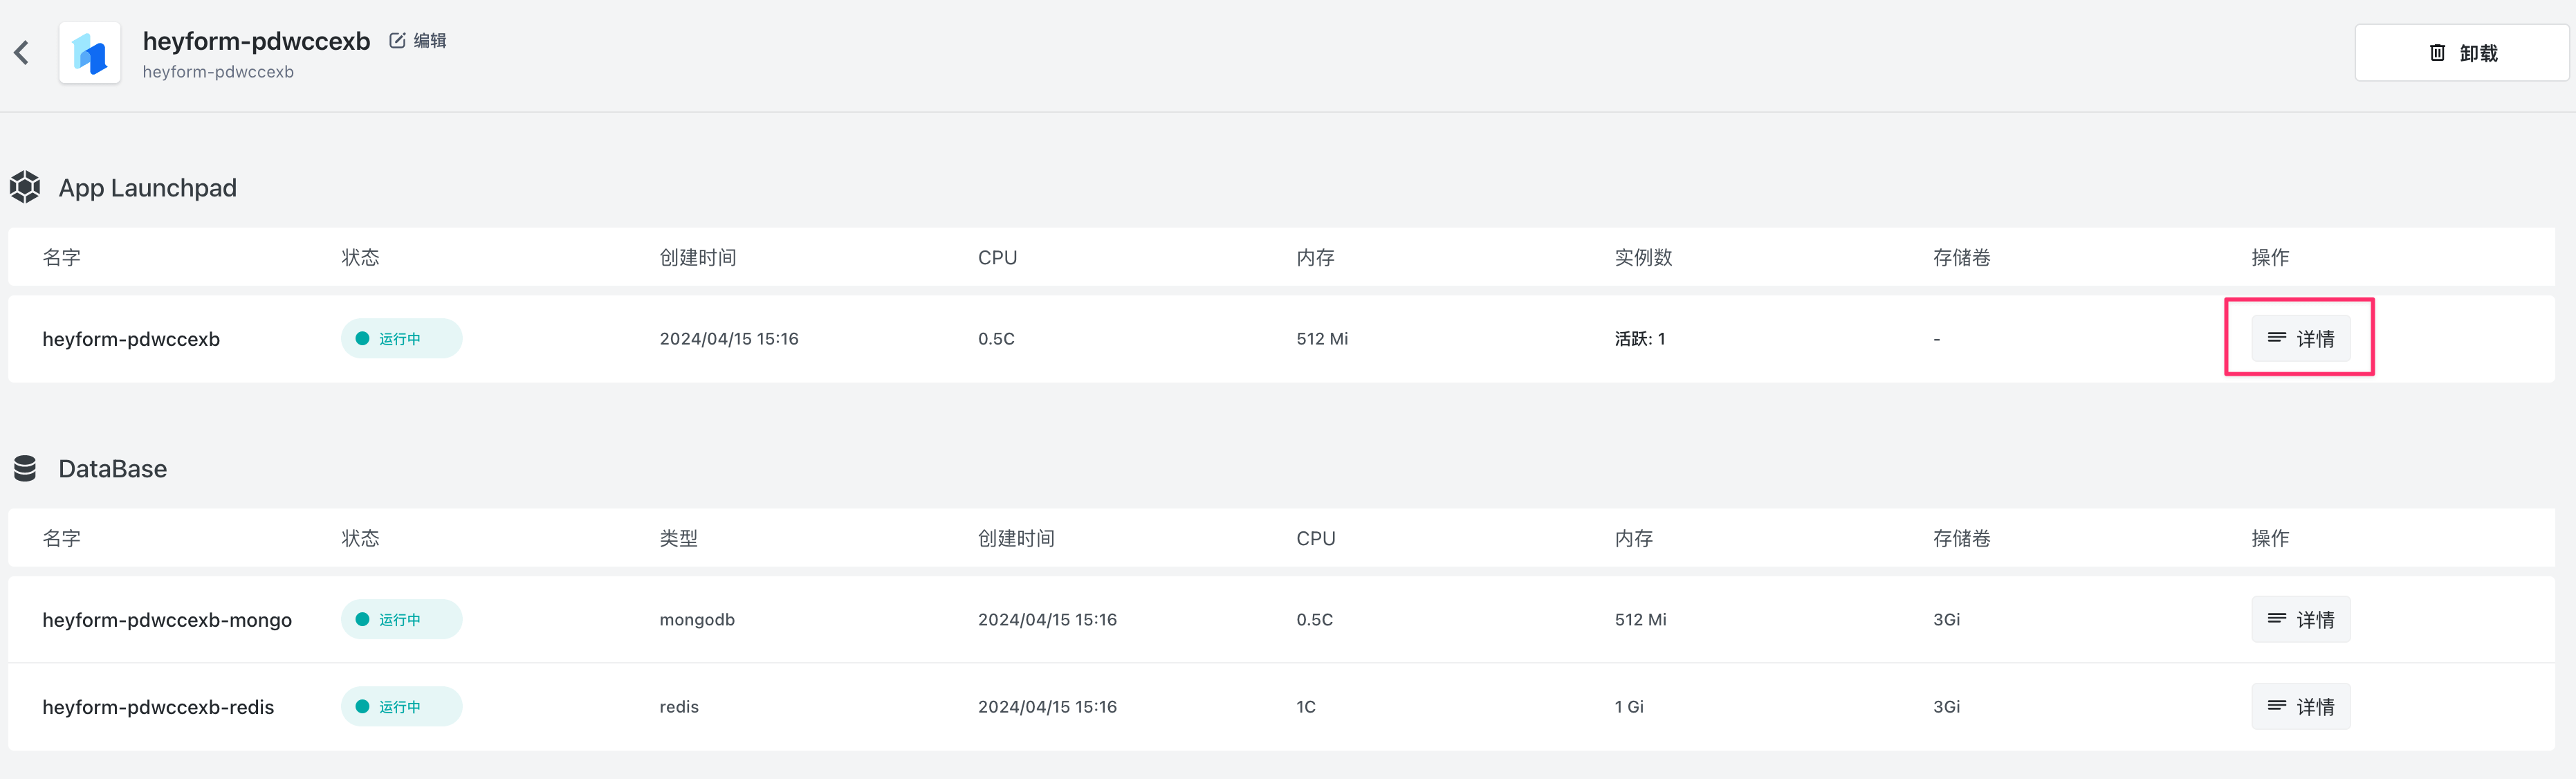 heyform-pdwccexb 编辑
heyform-pdwccexb
卸载
App Launchpad
名字 状态 创建时间 CPU 内存 实例数 存储卷 操作
heyform-pdwccexb 运行中 2024/04/15 15:16 0.5C 512 Mi 活跃: 1 - 详情
DataBase
名字 状态 类型 创建时间 CPU 内存 存储卷 操作
heyform-pdwccexb-mongo 运行中 mongodb 2024/04/15 15:16 0.5C 512 Mi 3Gi 详情
heyform-pdwccexb-redis 运行中 redis 2024/04/15 15:16 1C 1 Gi 3Gi 详情